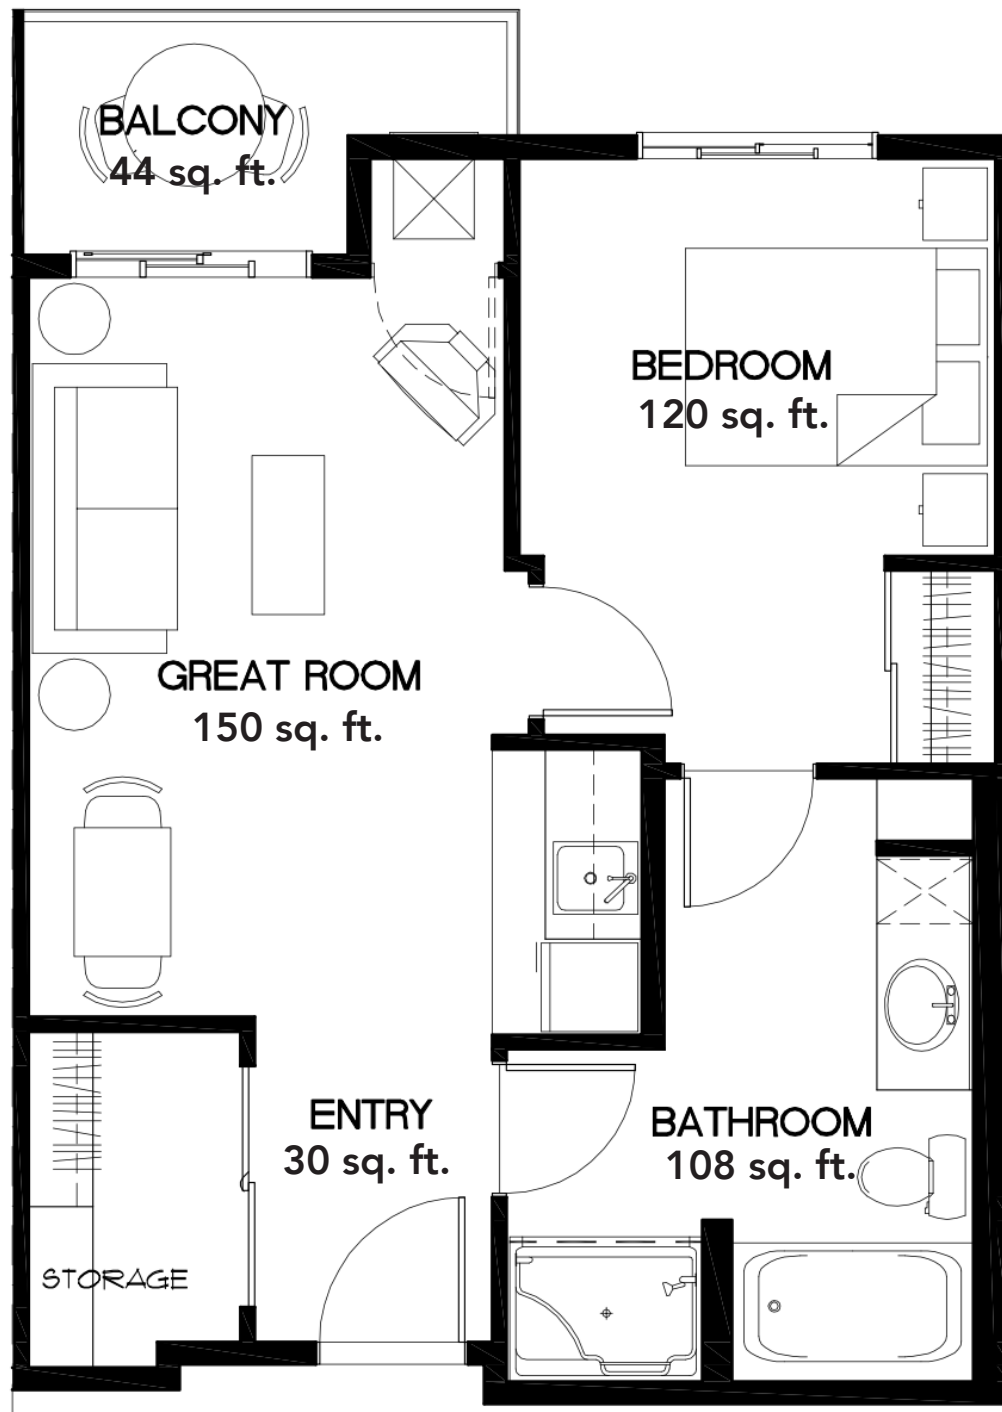 BALCONY
44 sq. ft.
BEDROOM
120 sq. ft.
GREAT ROOM
150 sq. ft.
ENTRY
30 sq. ft.
BATHROOM
108 sq. ft.
STORAGE